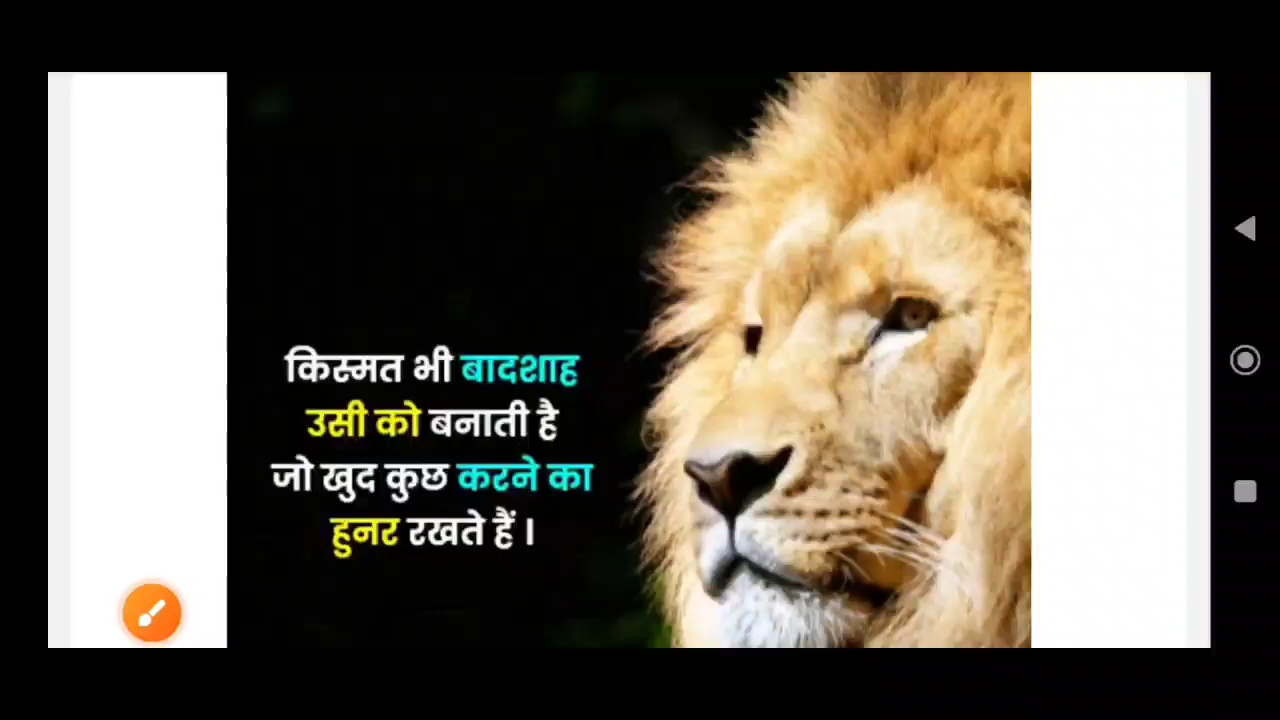 किस्मत भी बादशाह
उसी को बनाती है
जो खुद कुछ करने का
हुनर रखते हैं ।